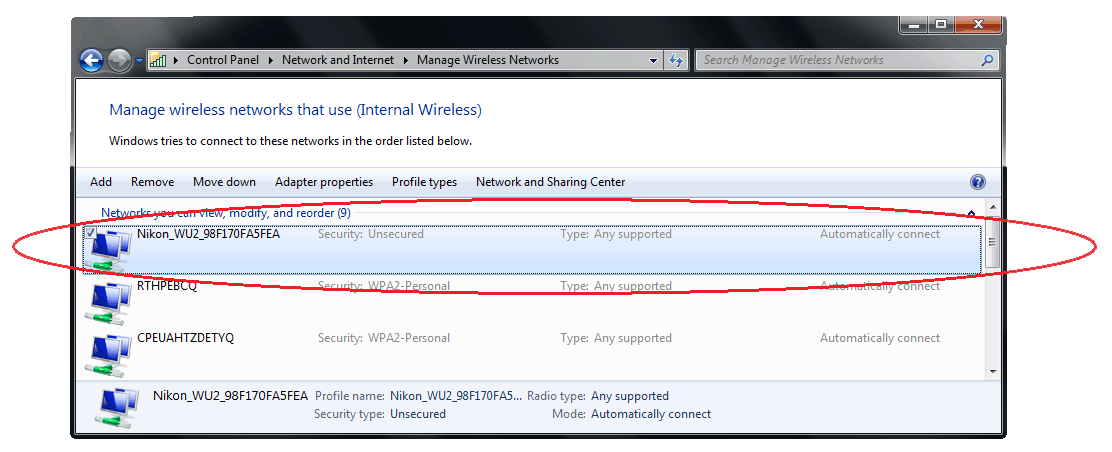 Control Panel Network and Internet Manage Wireless Networks Search Manage Wireless Networks
Manage wireless networks that use (Internal Wireless)
Windows tries to connect to these networks in the order listed below.
Add Remove Move down Adapter properties Profile types Network and Sharing Center ?
Networks you can view, modify, and reorder (9)
Nikon_WU2_98F170FA5FEA Security: Unsecured Type: Any supported Automatically connect
RTHPEBCQ Security: WPA2-Personal Type: Any supported Automatically connect
CPEUAHTZDETYQ Security: WPA2-Personal Type: Any supported Automatically connect
Nikon_WU2_98F170FA5FEA Profile name: Nikon_WU2_98F170FA5... Radio type: Any supported
Security type: Unsecured Mode: Automatically connect